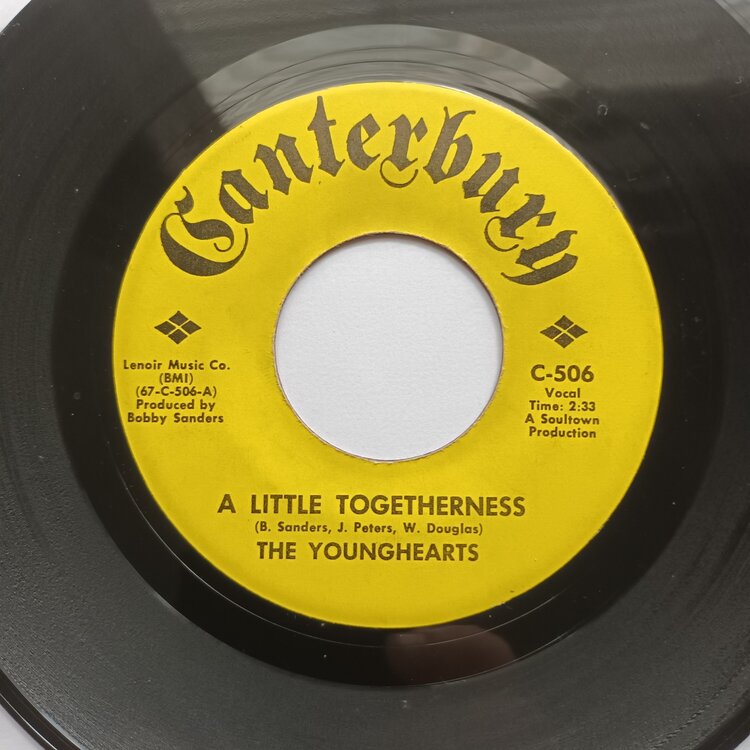 Canterbury
Lenoir Music Co.
(BMI)
(67-C-506-A)
Produced by
Bobby Sanders
C-506
Vocal
Time: 2:33
A Soultown
Production
A LITTLE TOGETHERNESS
(B. Sanders, J. Peters, W. Douglas)
THE YOUNGHEARTS